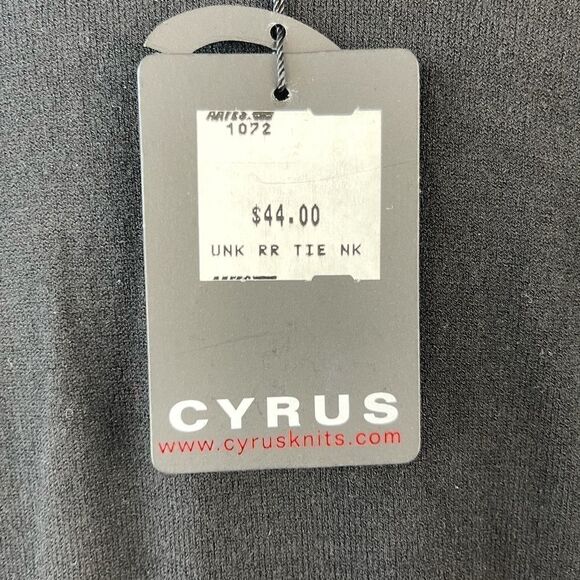 1072
$44.00
UNK RR TIE NK
CYRUS
www.cyrusknits.com